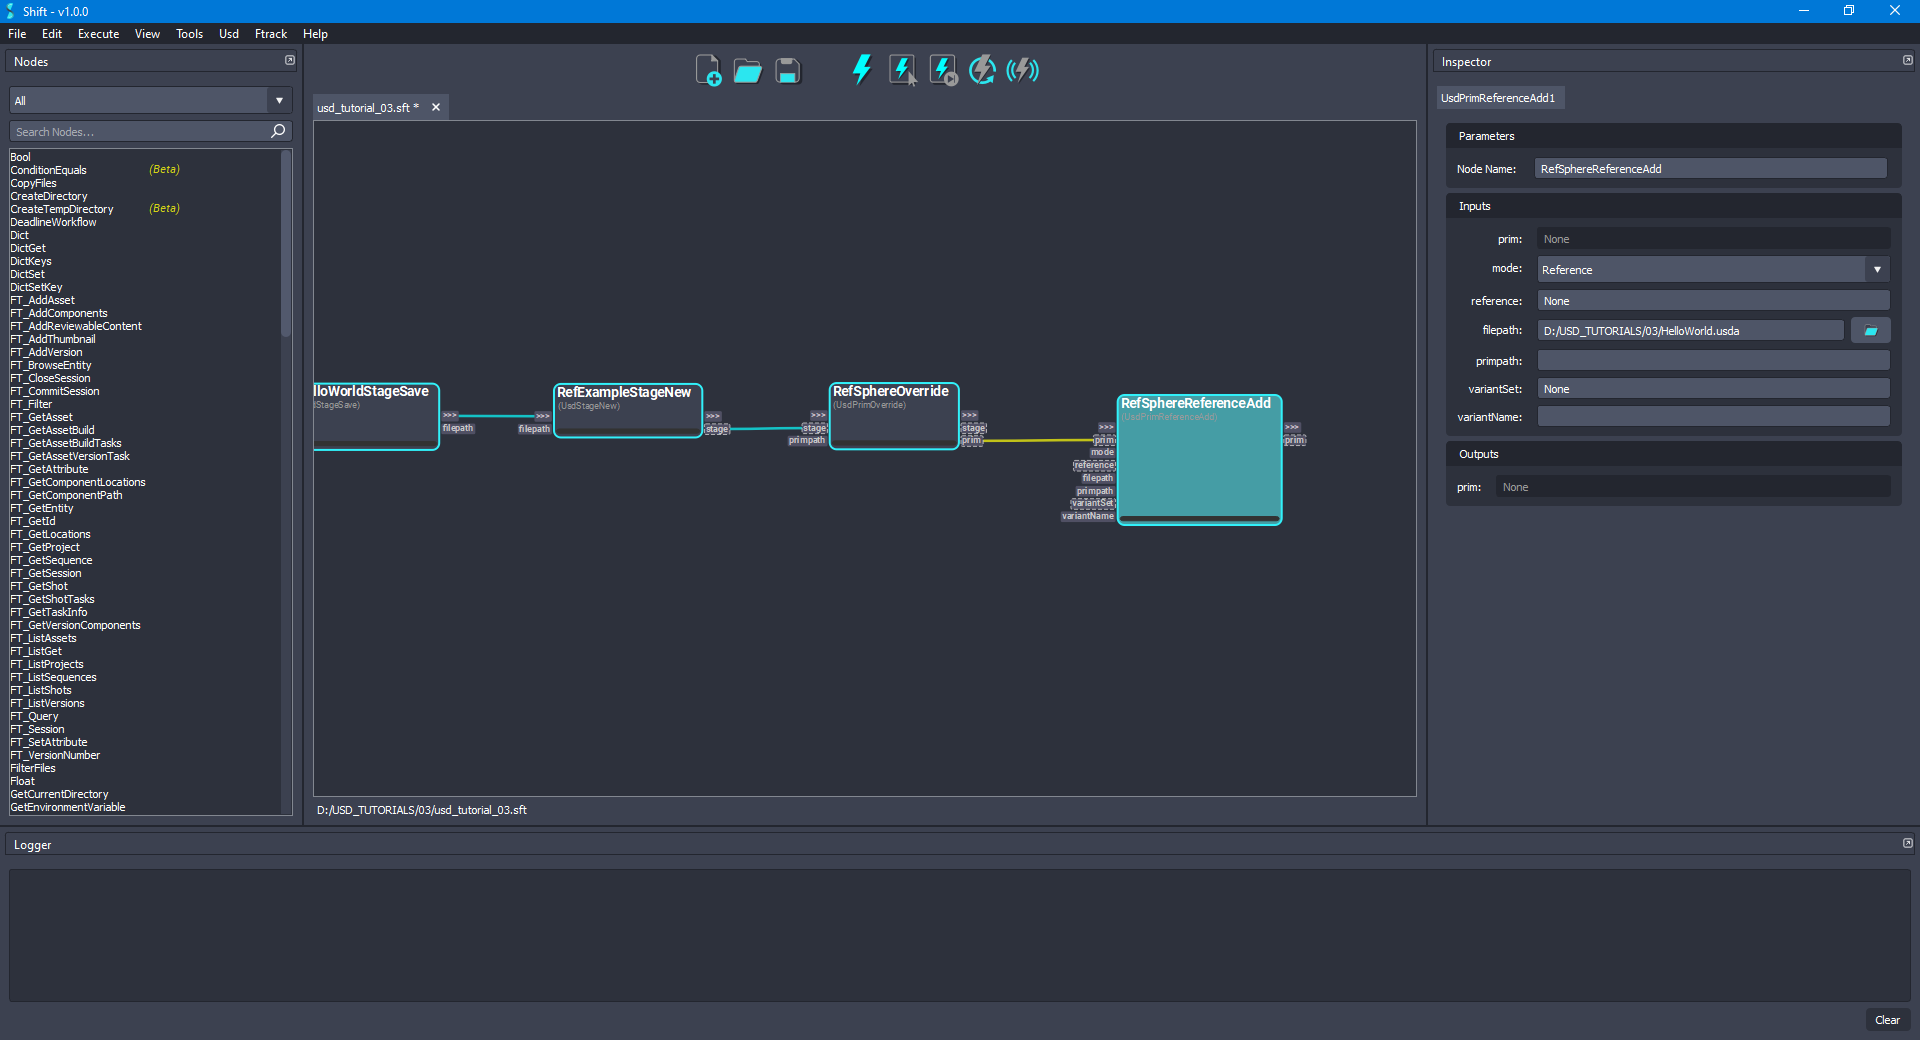 Shift - v1.0.0
File Edit Execute View Tools Usd Ftrack Help
Nodes
All
Search Nodes...
Bool
ConditionEquals (Beta)
CopyFiles
CreateDirectory
CreateTempDirectory (Beta)
DeadlineWorkflow
Dict
DictGet
DictKeys
DictSet
DictSetKey
FT_AddAsset
FT_AddComponents
FT_AddReviewableContent
FT_AddThumbnail
FT_AddVersion
FT_BrowseEntity
FT_CloseSession
FT_CommitSession
FT_Filter
FT_GetAsset
FT_GetAssetBuild
FT_GetAssetBuildTasks
FT_GetAssetVersionTask
FT_GetAttribute
FT_GetComponentLocations
FT_GetComponentPath
FT_GetEntity
FT_GetId
FT_GetLocations
FT_GetProject
FT_GetSequence
FT_GetSession
FT_GetShot
FT_GetShotTasks
FT_GetTaskInfo
FT_GetVersionComponents
FT_ListAssets
FT_ListGet
FT_ListProjects
FT_ListSequences
FT_ListShots
FT_ListVersions
FT_Query
FT_Session
FT_SetAttribute
FT_VersionNumber
FilterFiles
Float
GetCurrentDirectory
GetEnvironmentVariable
usd_tutorial_03.sft *
lloWorldStageSave
dStageSave)
>>>
filepath
RefExampleStageNew
(UsdStageNew)
>>> >>>
filepath stage
RefSphereOverride
(UsdPrimOverride)
>>> >>>
stage stage
primpath prim
RefSphereReferenceAdd
(UsdPrimReferenceAdd)
>>> >>>
prim prim
mode
reference
filepath
primpath
variantSet
variantName
D:/USD_TUTORIALS/03/usd_tutorial_03.sft
Inspector
UsdPrimReferenceAdd1
Parameters
Node Name: RefSphereReferenceAdd
Inputs
prim: None
mode: Reference
reference: None
filepath: D:/USD_TUTORIALS/03/HelloWorld.usda
primpath:
variantSet: None
variantName:
Outputs
prim: None
Logger
Clear